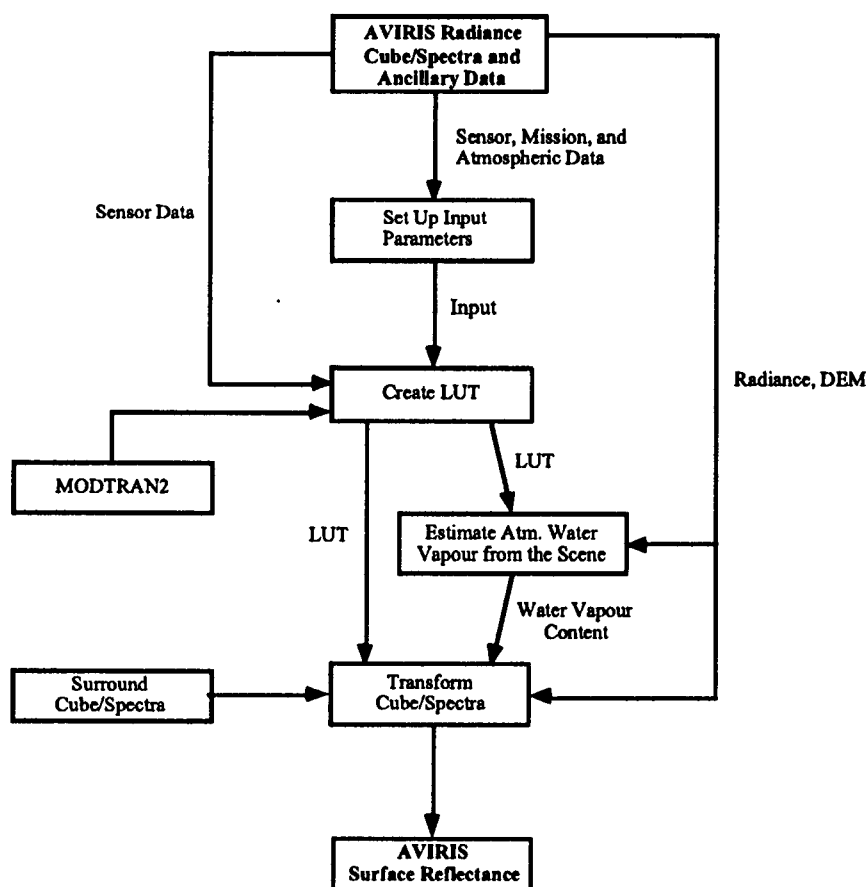 AVIRIS Radiance
Cube/Spectra and
Ancillary Data
Sensor, Mission, and
Atmospheric Data
Sensor Data
Set Up Input
Parameters
Input
Create LUT
Radiance, DEM
LUT
MODTRAN2
LUT
Estimate Atm. Water
Vapour from the Scene
Water Vapour
Content
Surround
Cube/Spectra
Transform
Cube/Spectra
AVIRIS
Surface Reflectance